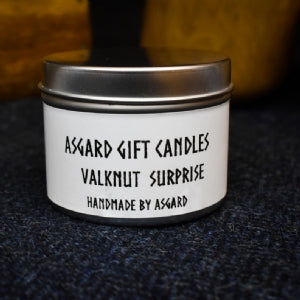 ASGARD GIFT CANDLES
VALKNUT SURPRISE
HANDMADE BY ASGARD